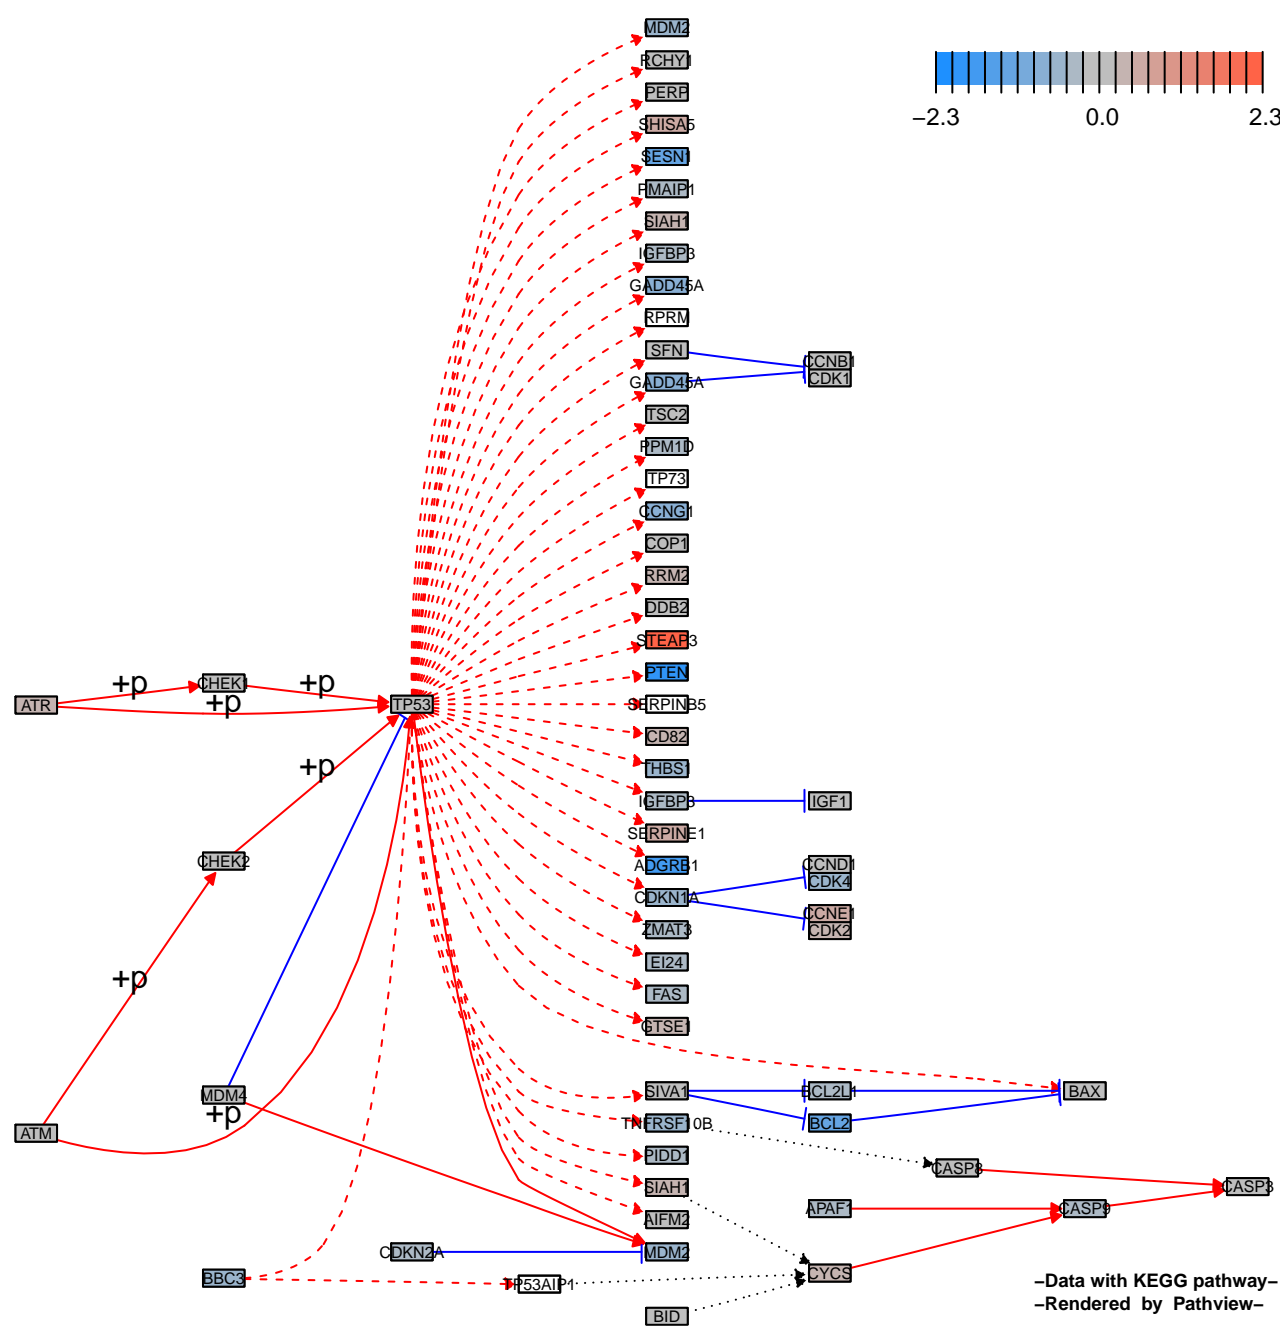 MDM2
RCHY1
PERP
SHISA5
SESN1
PMAIP1
SIAH1
IGFBP3
GADD45A
RPRM
SFN
GADD45A
TSC2
PPM1D
TP73
CCNG1
COP1
RRM2
DDB2
STEAP3
PTEN
SERPINB5
CD82
THBS1
IGFBP3
SERPINE1
ADGRB1
CDKN1A
ZMAT3
EI24
FAS
GTSE1
SIVA1
TNFRSF10B
PIDD1
SIAH1
AIFM2
MDM2
BID
−2.3 0.0 2.3
CCNB1
CDK1
IGF1
CCND1
CDK4
CCNE1
CDK2
BCL2L1
BCL2
BAX
CASP8
CASP3
APAF1
CASP9
CYCS
ATR
+p
CHEK1
+p
+p
TP53
+p
CHEK2
+p
MDM4
+p
ATM
CDKN2A
BBC3
TP53AIP1
−Data with KEGG pathway−
−Rendered by Pathview−